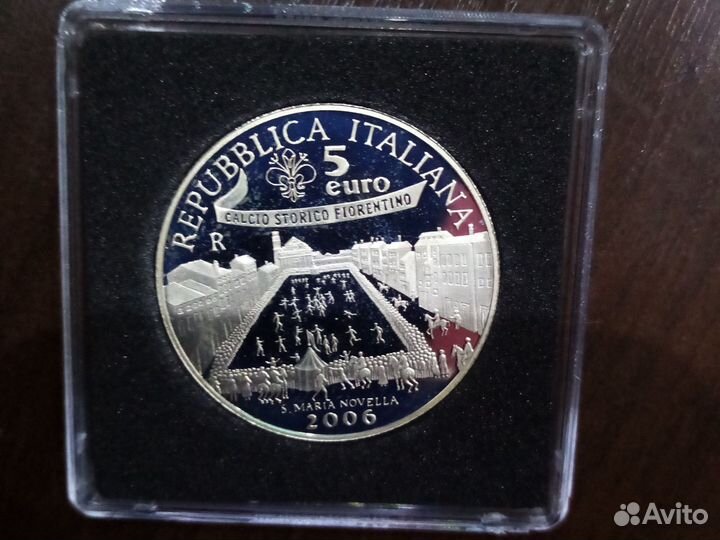 REPUBBLICA ITALIANA
5
euro
CALCIO STORICO FIORENTINO
R
S. MARIA NOVELLA
2006
Avito